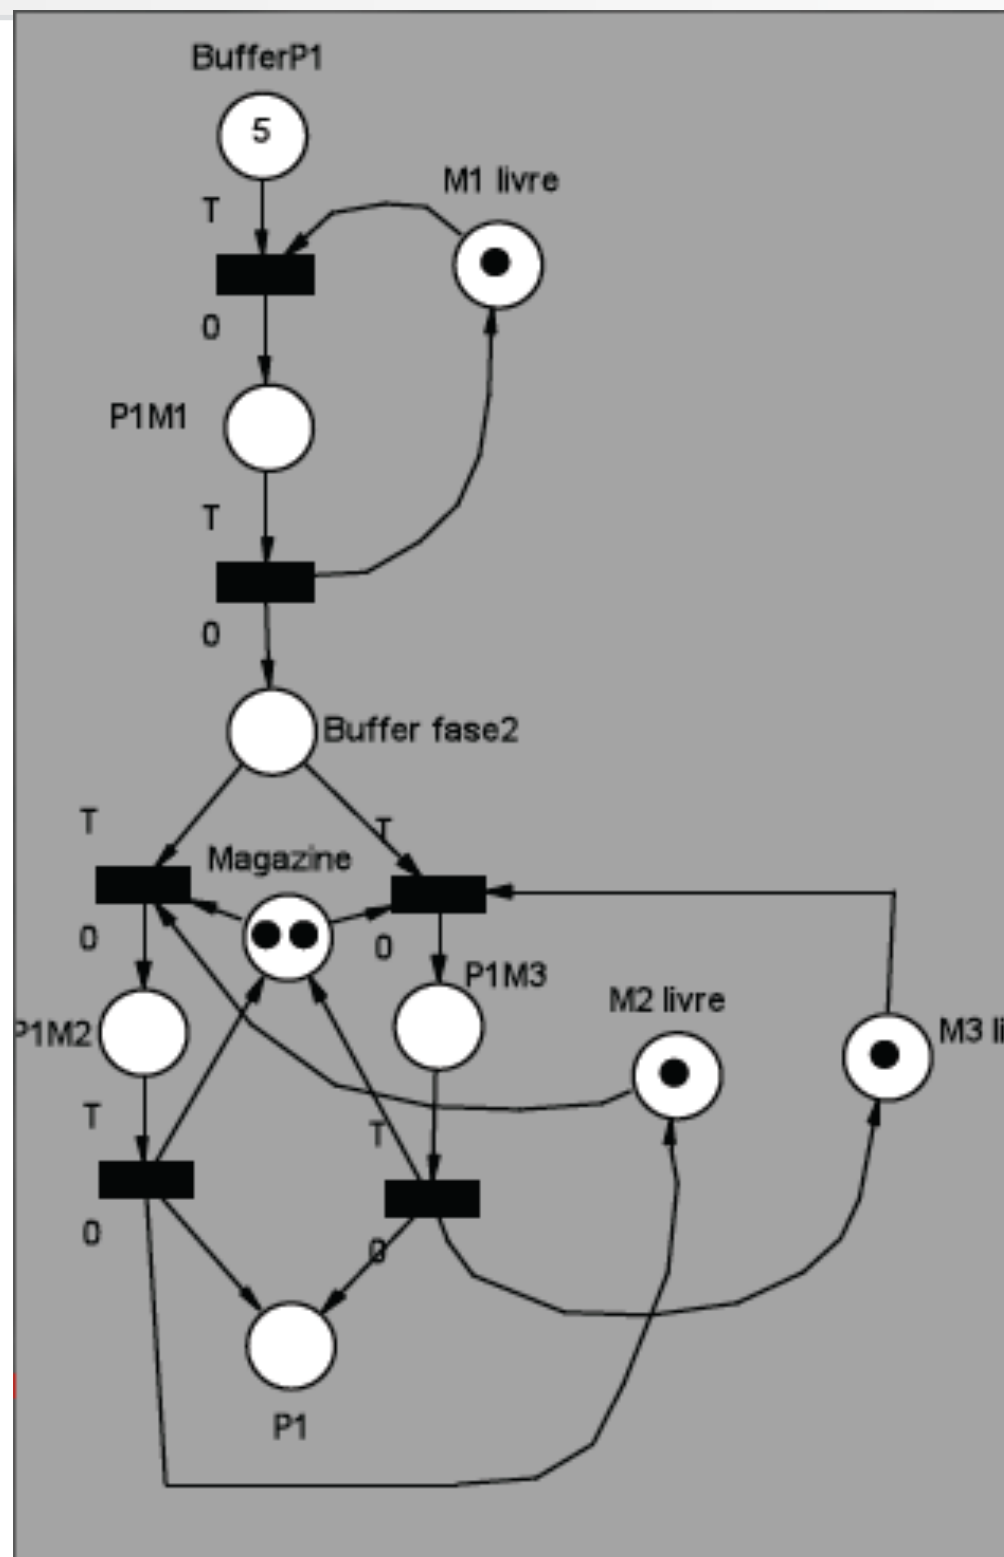 BufferP1
5
M1 livre
T
0
P1M1
T
0
Buffer fase2
T
T
Magazine
0
0
P1M3
M2 livre
P1M2
M3 li
T
T
0
0
P1